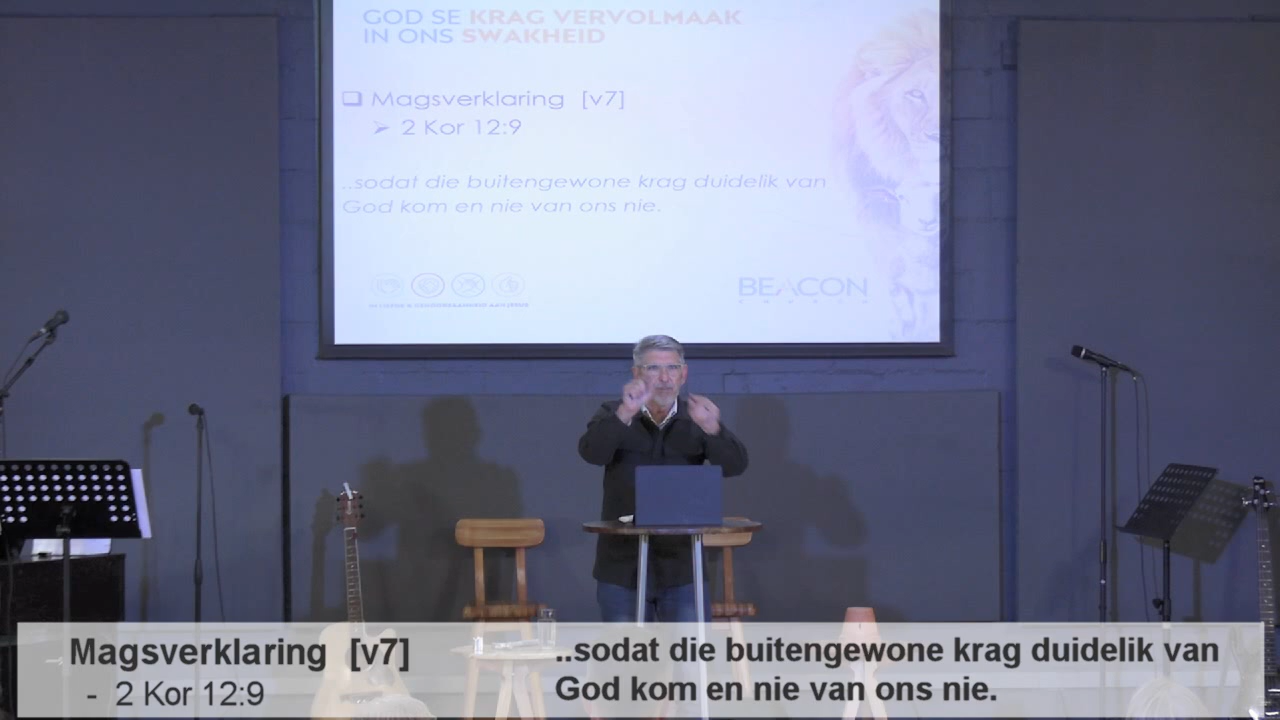 GOD SE KRAG VERVOLMAAK
IN ONS SWAKHEID
Magsverklaring [v7]
2 Kor 12:9
..sodat die buitengewone krag duidelik van
God kom en nie van ons nie.
BEACON
CHURCH
Magsverklaring [v7]
- 2 Kor 12:9
..sodat die buitengewone krag duidelik van
God kom en nie van ons nie.